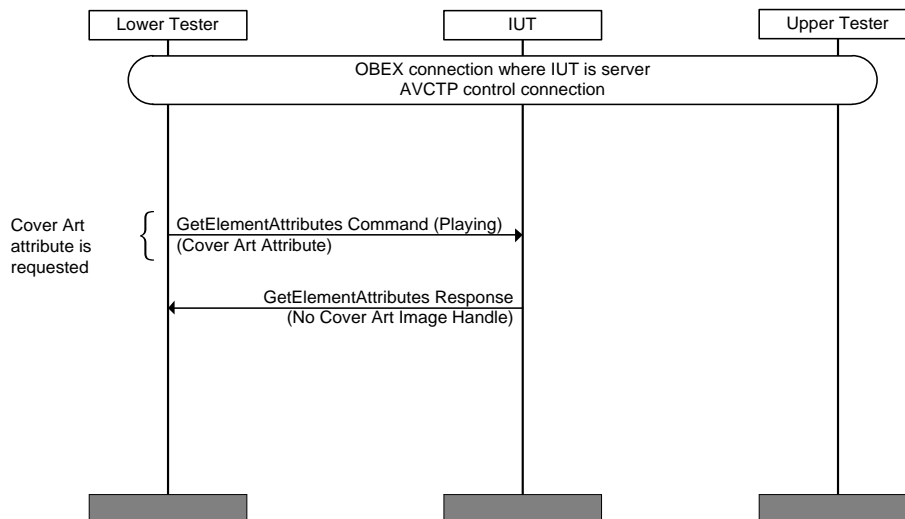 Lower Tester
IUT
Upper Tester
OBEX connection where IUT is server
AVCTP control connection
Cover Art
attribute is
requested
GetElementAttributes Command (Playing)
(Cover Art Attribute)
GetElementAttributes Response
(No Cover Art Image Handle)